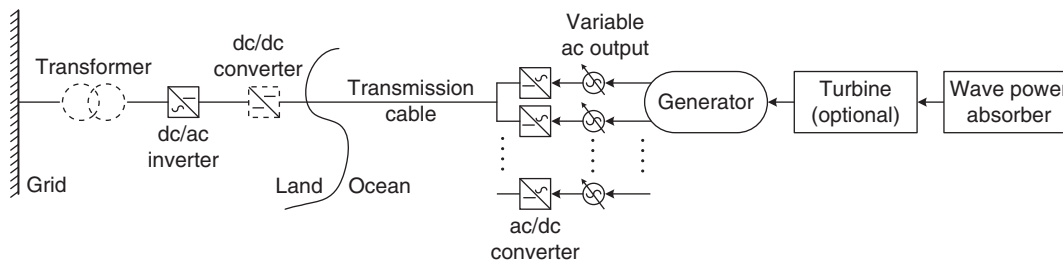 Transformer
dc/dc
converter
Transmission
cable
Variable
ac output
Generator
Turbine
(optional)
Wave power
absorber
dc/ac
inverter
Grid
Land
Ocean
ac/dc
converter